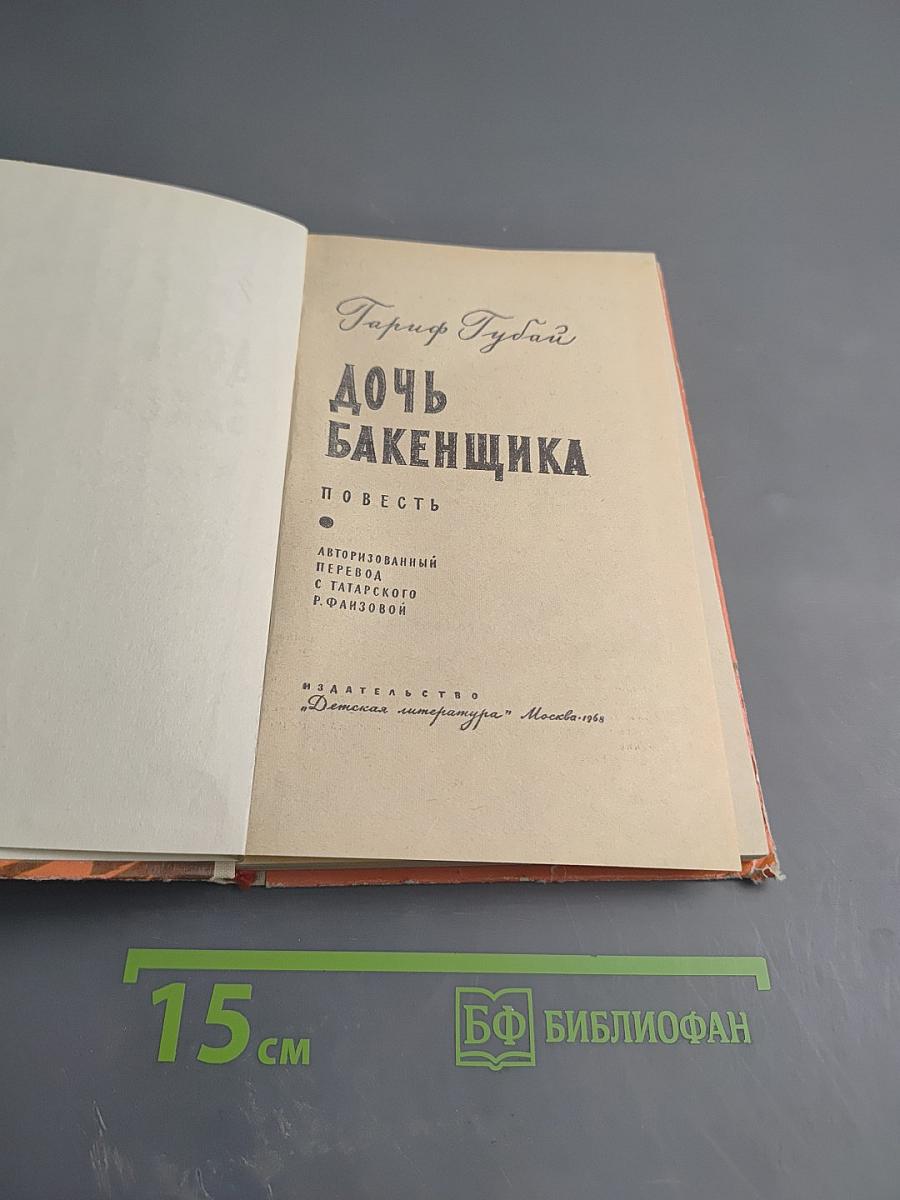 Гариф Губай
ДОЧЬ
БАКЕНЩИКА
ПОВЕСТЬ
АВТОРИЗОВАННЫЙ
ПЕРЕВОД
С ТАТАРСКОГО
Р. ФАИЗОВОЙ
ИЗДАТЕЛЬСТВО
„Детская литература" Москва·1968
15 см
БФ БИБЛИОФАН